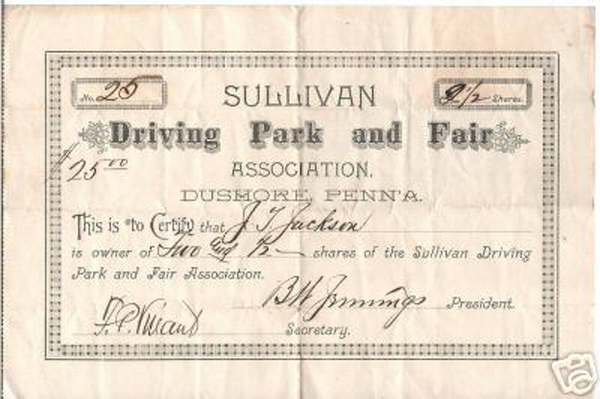 No. 25
2 1/2 Shares.
SULLIVAN
Driving Park and Fair
$25.00
ASSOCIATION,
DUSHORE, PENN'A.
This is to Certify that J. T. Jackson
is owner of Two and 1/2 shares of the Sullivan Driving
Park and Fair Association.
B W Jennings President.
Secretary.